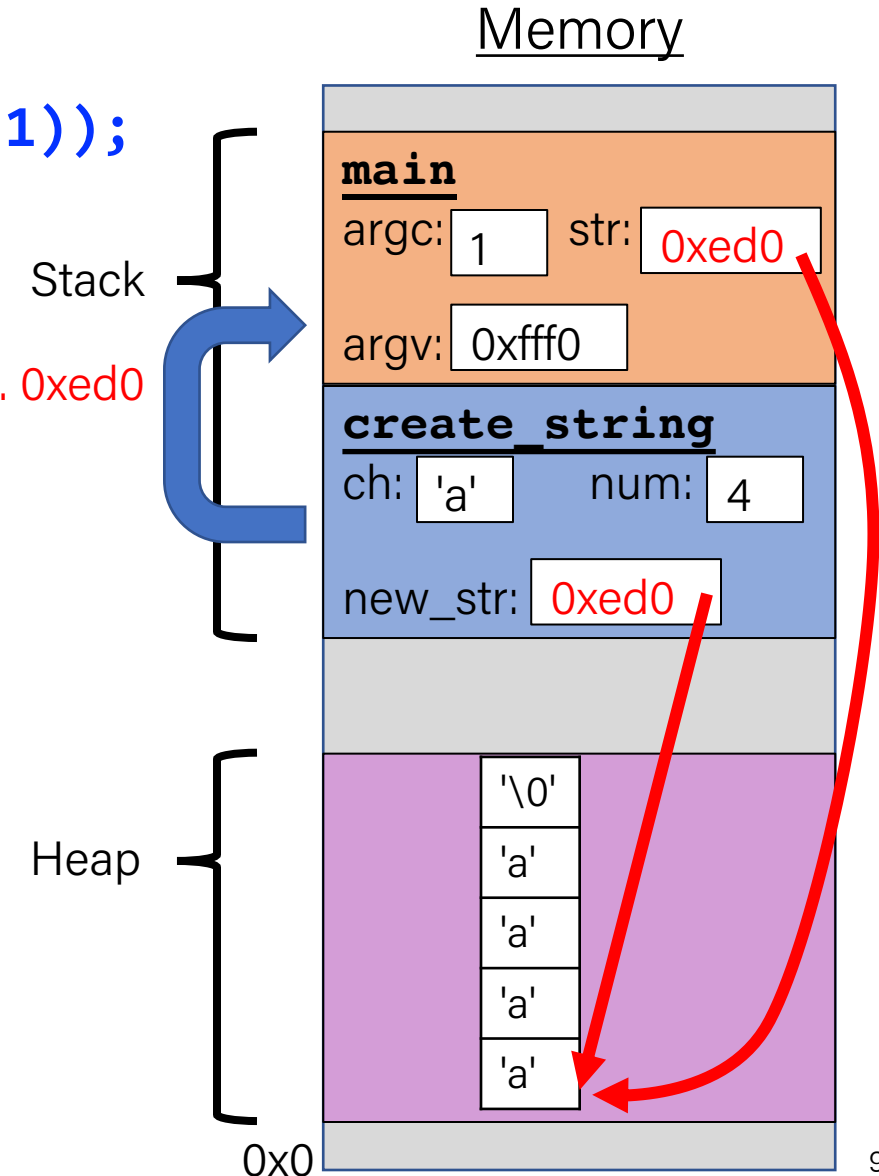 Memory
1));
main
argc: 1 str: 0xed0
Stack
argv: 0xfff0
. 0xed0
create_string
ch: 'a' num: 4
new_str: 0xed0
'\0'
Heap
'a'
'a'
'a'
'a'
0x0